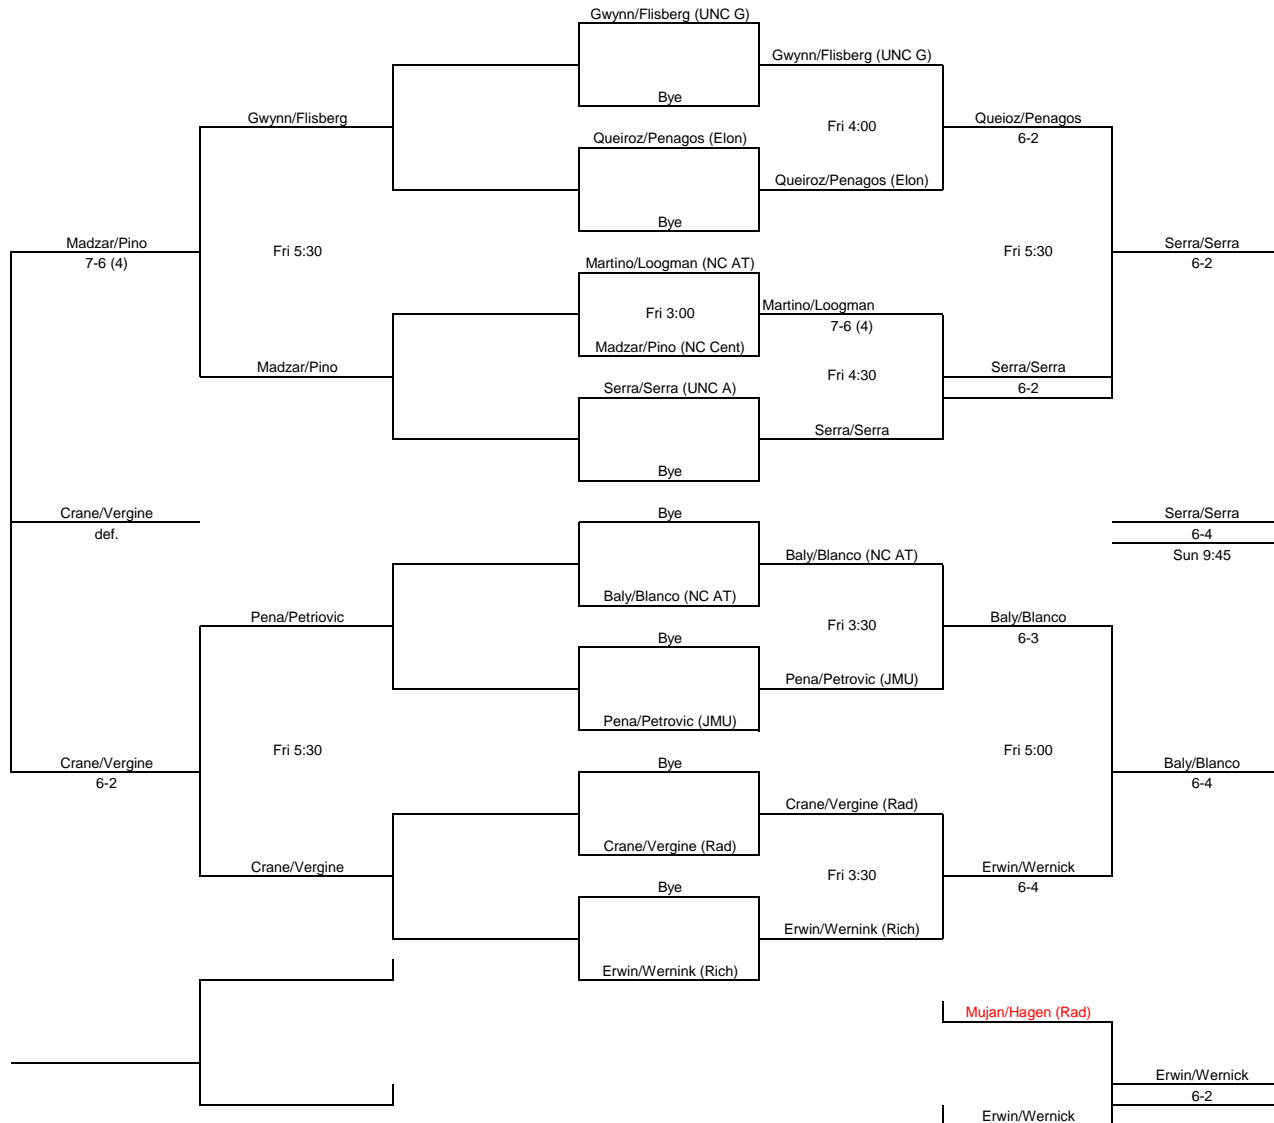 Gwynn/Flisberg (UNC G)
Gwynn/Flisberg (UNC G)
Bye
Gwynn/Flisberg
Fri 4:00
Queioz/Penagos
6-2
Queiroz/Penagos (Elon)
Queiroz/Penagos (Elon)
Bye
Madzar/Pino
7-6 (4)
Fri 5:30
Fri 5:30
Serra/Serra
6-2
Martino/Loogman (NC AT)
Fri 3:00
Martino/Loogman
7-6 (4)
Madzar/Pino (NC Cent)
Madzar/Pino
Fri 4:30
Serra/Serra
6-2
Serra/Serra (UNC A)
Serra/Serra
Bye
Crane/Vergine
def.
Bye
Serra/Serra
6-4
Sun 9:45
Baly/Blanco (NC AT)
Baly/Blanco (NC AT)
Pena/Petriovic
Fri 3:30
Baly/Blanco
6-3
Bye
Pena/Petrovic (JMU)
Pena/Petrovic (JMU)
Fri 5:30
Fri 5:00
Crane/Vergine
6-2
Bye
Baly/Blanco
6-4
Crane/Vergine (Rad)
Crane/Vergine (Rad)
Crane/Vergine
Fri 3:30
Erwin/Wernick
6-4
Bye
Erwin/Wernink (Rich)
Erwin/Wernink (Rich)
Mujan/Hagen (Rad)
Erwin/Wernick
6-2
Erwin/Wernick